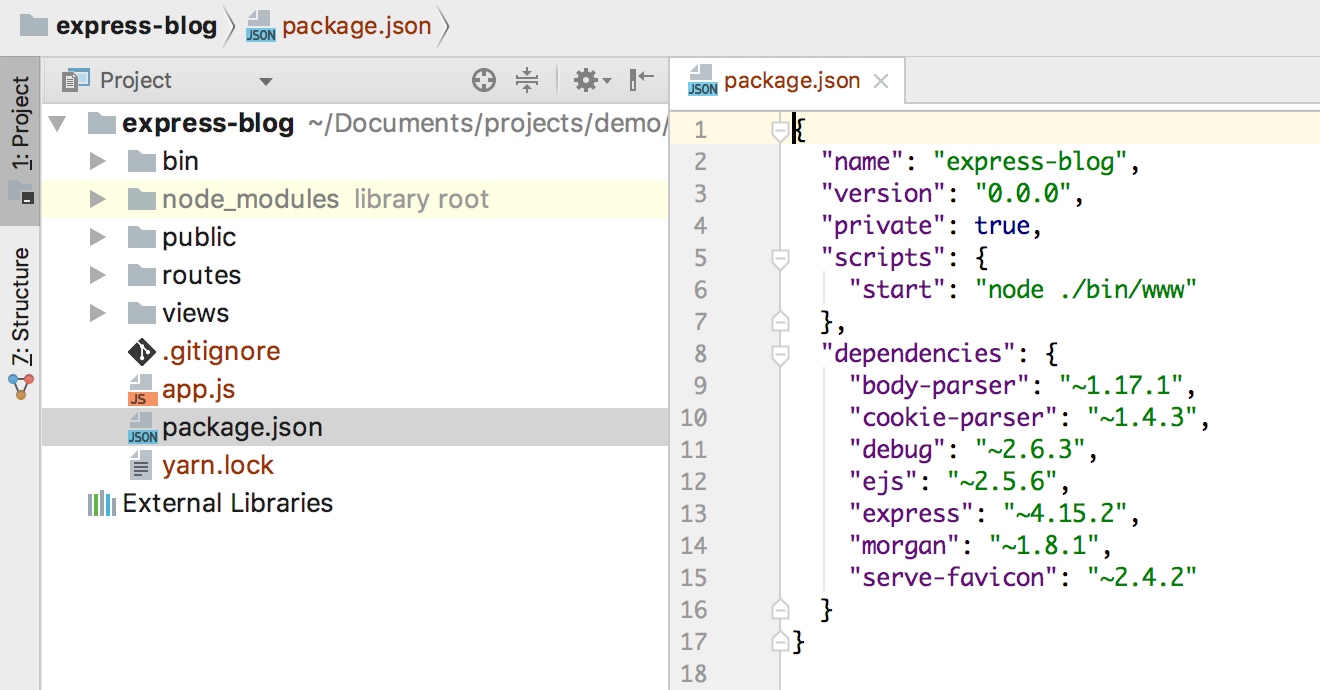 express-blog package.json
1: Project
7: Structure
Project
express-blog ~/Documents/projects/demo/
bin
node_modules library root
public
routes
views
.gitignore
JS app.js
JSON package.json
yarn.lock
External Libraries
JSON package.json
1 {
2 "name": "express-blog",
3 "version": "0.0.0",
4 "private": true,
5 "scripts": {
6 "start": "node ./bin/www"
7 },
8 "dependencies": {
9 "body-parser": "~1.17.1",
10 "cookie-parser": "~1.4.3",
11 "debug": "~2.6.3",
12 "ejs": "~2.5.6",
13 "express": "~4.15.2",
14 "morgan": "~1.8.1",
15 "serve-favicon": "~2.4.2"
16 }
17 }
18